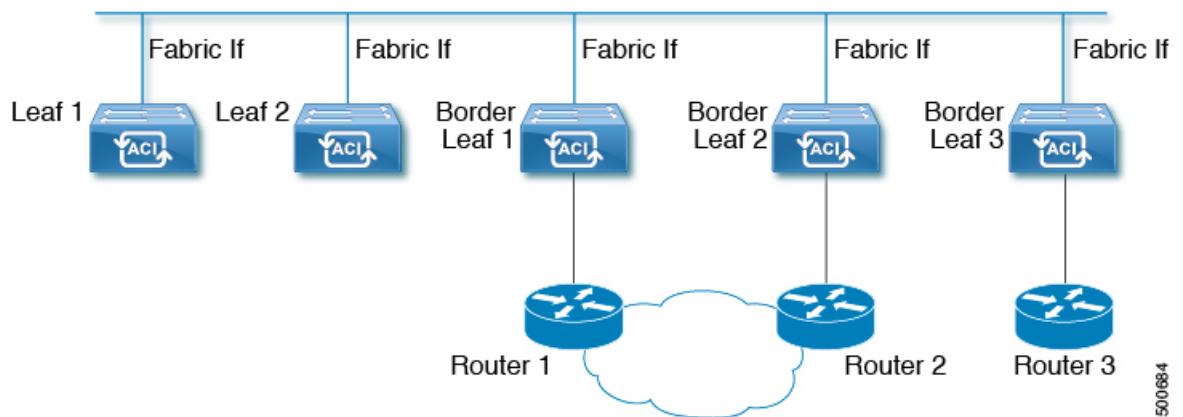 Fabric If
Fabric If
Fabric If
Fabric If
Fabric If
Leaf 1
Leaf 2
Border
Leaf 1
Border
Leaf 2
Border
Leaf 3
ACI
ACI
ACI
ACI
ACI
Router 1
Router 2
Router 3
500684